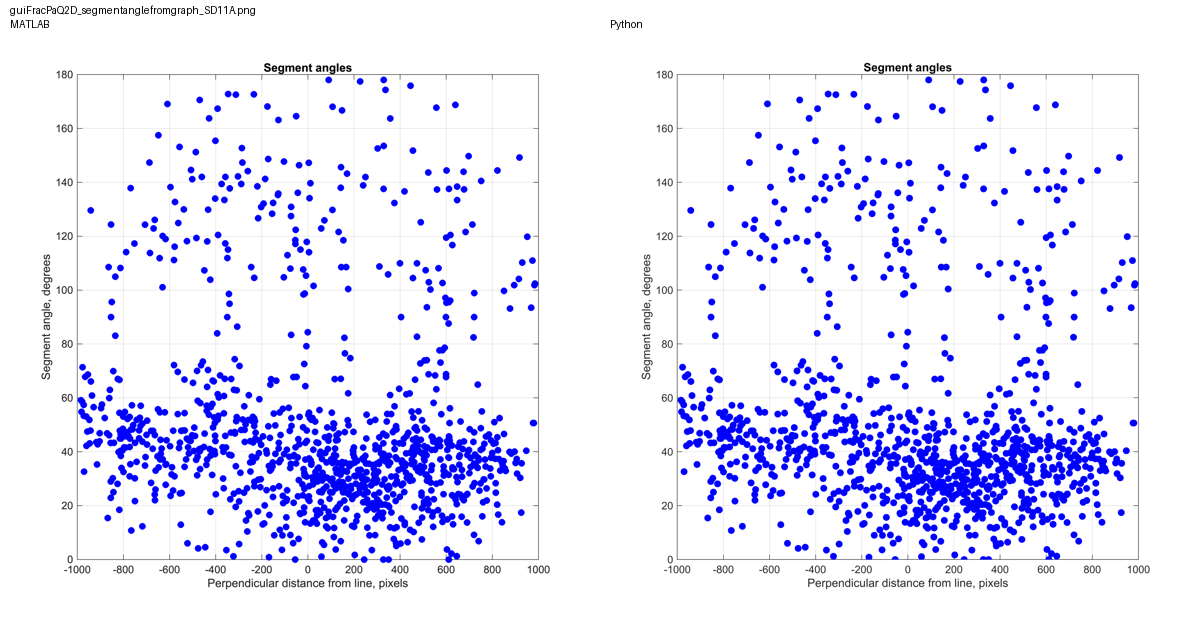 guiFracPaQ2D_segmentanglefromgraph_SD11A.png
MATLAB
Python
Segment angles
180
160
140
120
100
80
60
40
20
0
Segment angle, degrees
-1000 -800 -600 -400 -200 0 200 400 600 800 1000
Perpendicular distance from line, pixels
Segment angles
180
160
140
120
100
80
60
40
20
0
Segment angle, degrees
-1000 -800 -600 -400 -200 0 200 400 600 800 1000
Perpendicular distance from line, pixels